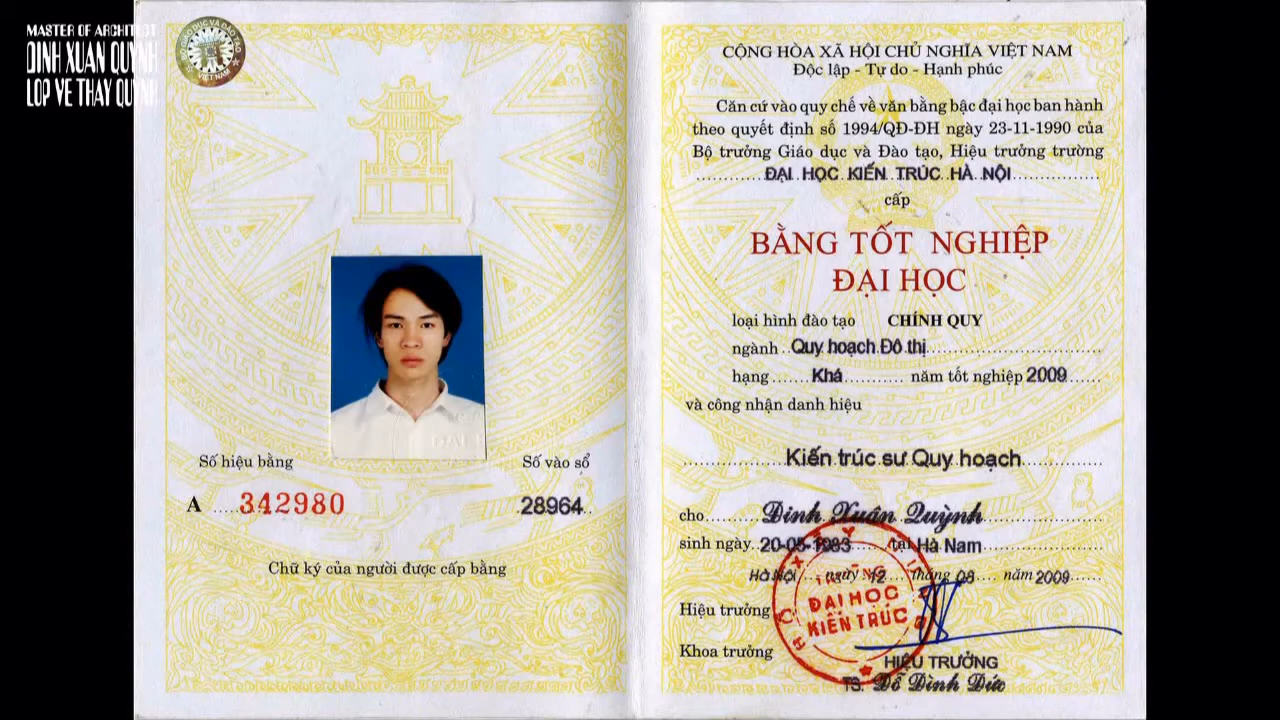 MASTER OF ARCHITECT
DINH XUAN QUYNH
LOP VE THAY QUYNH
GIÁO DỤC VÀ ĐÀO TẠO
VIỆT NAM
Số hiệu bằng
Số vào sổ
A .....342980
.28964..
Chữ ký của người được cấp bằng
CỘNG HÒA XÃ HỘI CHỦ NGHĨA VIỆT NAM
Độc lập - Tự do - Hạnh phúc
Căn cứ vào quy chế về văn bằng bậc đại học ban hành
theo quyết định số 1994/QĐ-ĐH ngày 23-11-1990 của
Bộ trưởng Giáo dục và Đào tạo, Hiệu trưởng trường
ĐẠI HỌC KIẾN TRÚC HÀ NỘI
cấp
BẰNG TỐT NGHIỆP
ĐẠI HỌC
loại hình đào tạo CHÍNH QUY
ngành Quy hoạch Đô thị
hạng Khá năm tốt nghiệp 2009
và công nhận danh hiệu
Kiến trúc sư Quy hoạch
cho Đinh Xuân Quỳnh
sinh ngày 20-05-1983 tại Hà Nam
Hà Nội ngày 12 tháng 08 năm 2009
Hiệu trưởng
ĐẠI HỌC
KIẾN TRÚC
Khoa trưởng
HIỆU TRƯỞNG
TS. Đỗ Đình Đức